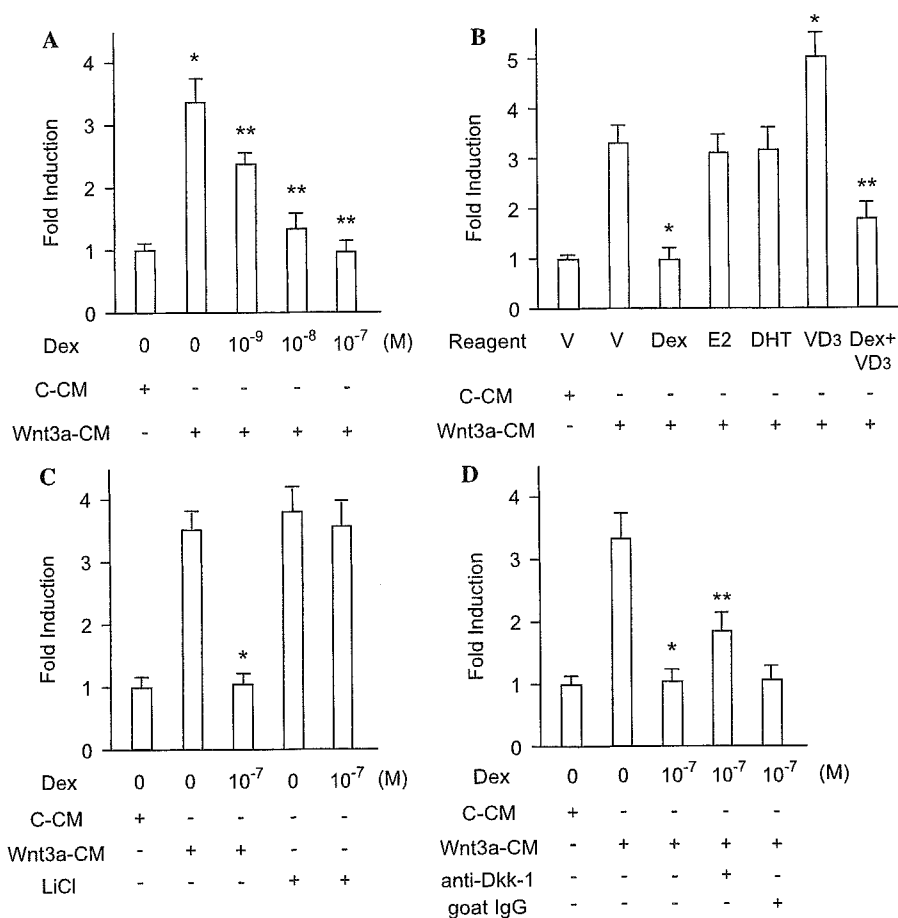 A
Fold Induction
4
3
2
1
0
* ** ** **
Dex 0 0 10⁻⁹ 10⁻⁸ 10⁻⁷ (M)
C-CM + - - - -
Wnt3a-CM - + + + +
B
Fold Induction
5
4
3
2
1
0
* * **
Reagent V V Dex E2 DHT VD3 Dex+
VD3
C-CM + - - - - - -
Wnt3a-CM - + + + + + +
C
Fold Induction
4
3
2
1
0
*
Dex 0 0 10⁻⁷ 0 10⁻⁷ (M)
C-CM + - - - -
Wnt3a-CM - + + - -
LiCl - - - + +
D
Fold Induction
4
3
2
1
0
* **
Dex 0 0 10⁻⁷ 10⁻⁷ 10⁻⁷ (M)
C-CM + - - - -
Wnt3a-CM - + + + +
anti-Dkk-1 - - - + -
goat IgG - - - - +